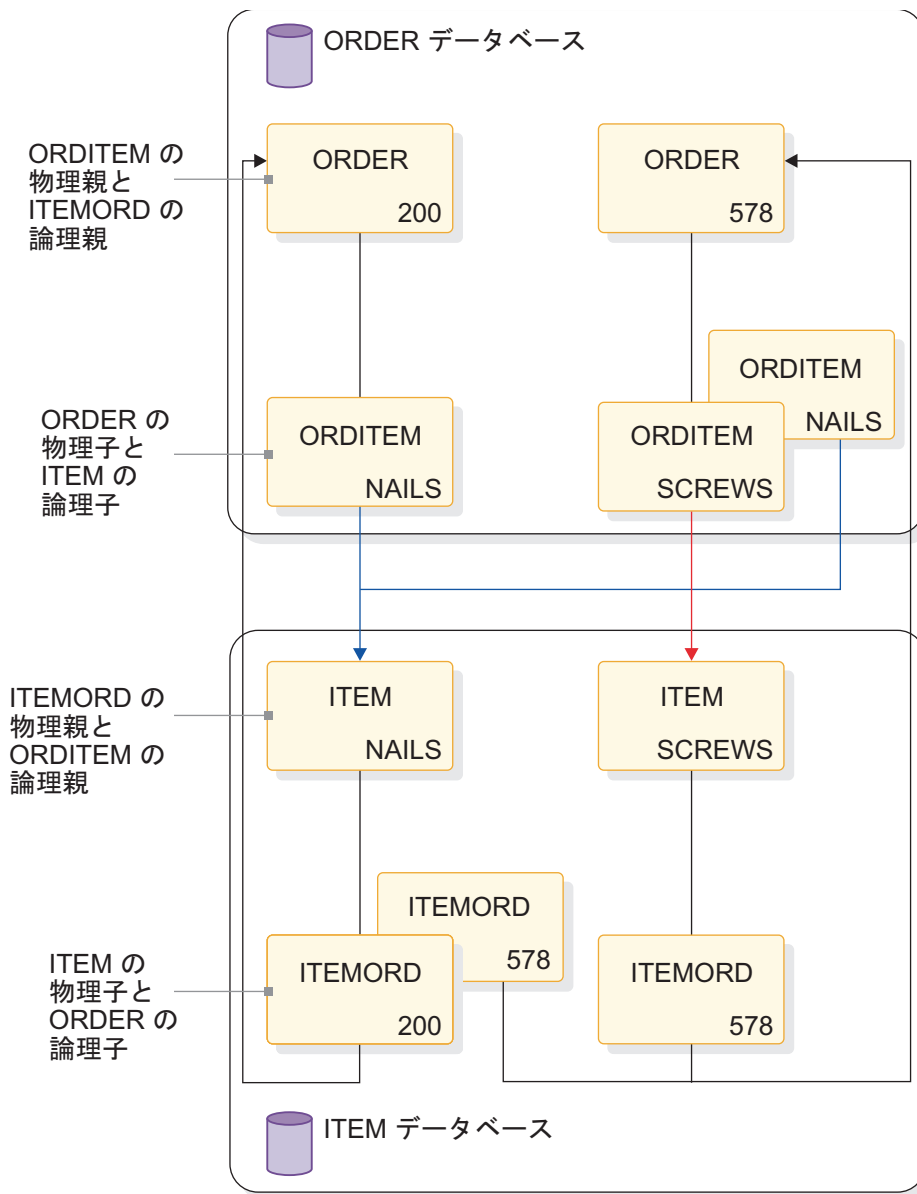 ORDER データベース
ORDITEM の
物理親と
ITEMORD の
論理親
ORDER
200
ORDER
578
ORDER の
物理子と
ITEM の
論理子
ORDITEM
NAILS
ORDITEM
SCREWS
ORDITEM
NAILS
ITEMORD の
物理親と
ORDITEM の
論理親
ITEM
NAILS
ITEM
SCREWS
ITEM の
物理子と
ORDER の
論理子
ITEMORD
200
ITEMORD
578
ITEMORD
578
ITEM データベース